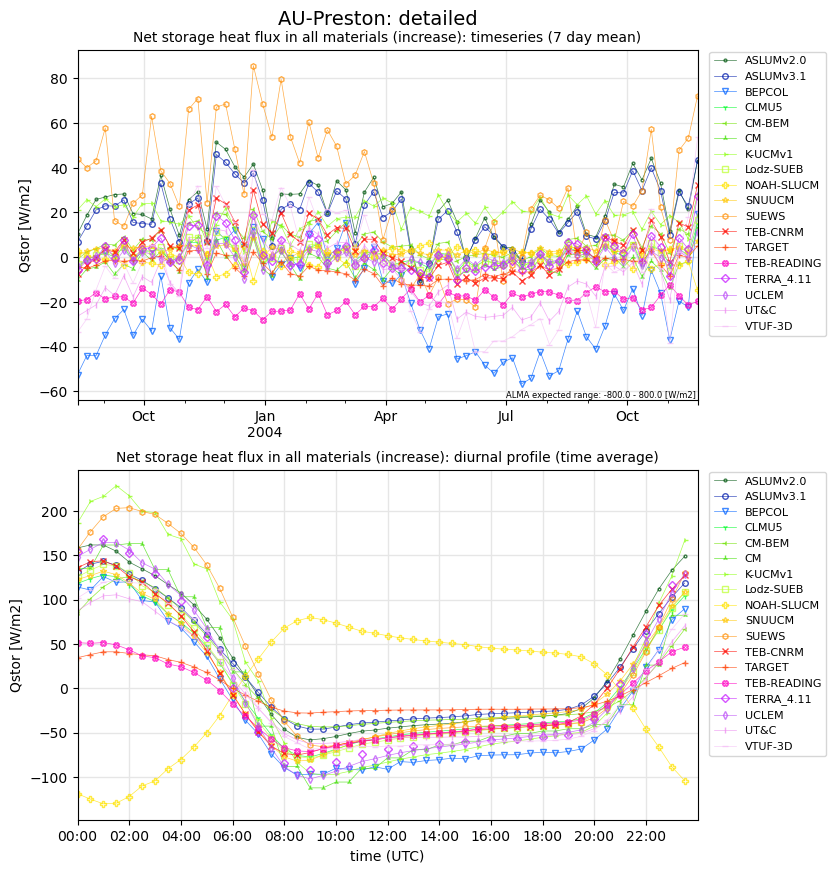 AU-Preston: detailed
Net storage heat flux in all materials (increase): timeseries (7 day mean)
Qstor [W/m2]
80
60
40
20
0
−20
−40
−60
Oct
Jan
2004
Apr
Jul
Oct
ALMA expected range: -800.0 - 800.0 [W/m2]
ASLUMv2.0
ASLUMv3.1
BEPCOL
CLMU5
CM-BEM
CM
K-UCMv1
Lodz-SUEB
NOAH-SLUCM
SNUUCM
SUEWS
TEB-CNRM
TARGET
TEB-READING
TERRA_4.11
UCLEM
UT&C
VTUF-3D
Net storage heat flux in all materials (increase): diurnal profile (time average)
Qstor [W/m2]
200
150
100
50
0
−50
−100
00:00
02:00
04:00
06:00
08:00
10:00
12:00
14:00
16:00
18:00
20:00
22:00
time (UTC)
ASLUMv2.0
ASLUMv3.1
BEPCOL
CLMU5
CM-BEM
CM
K-UCMv1
Lodz-SUEB
NOAH-SLUCM
SNUUCM
SUEWS
TEB-CNRM
TARGET
TEB-READING
TERRA_4.11
UCLEM
UT&C
VTUF-3D